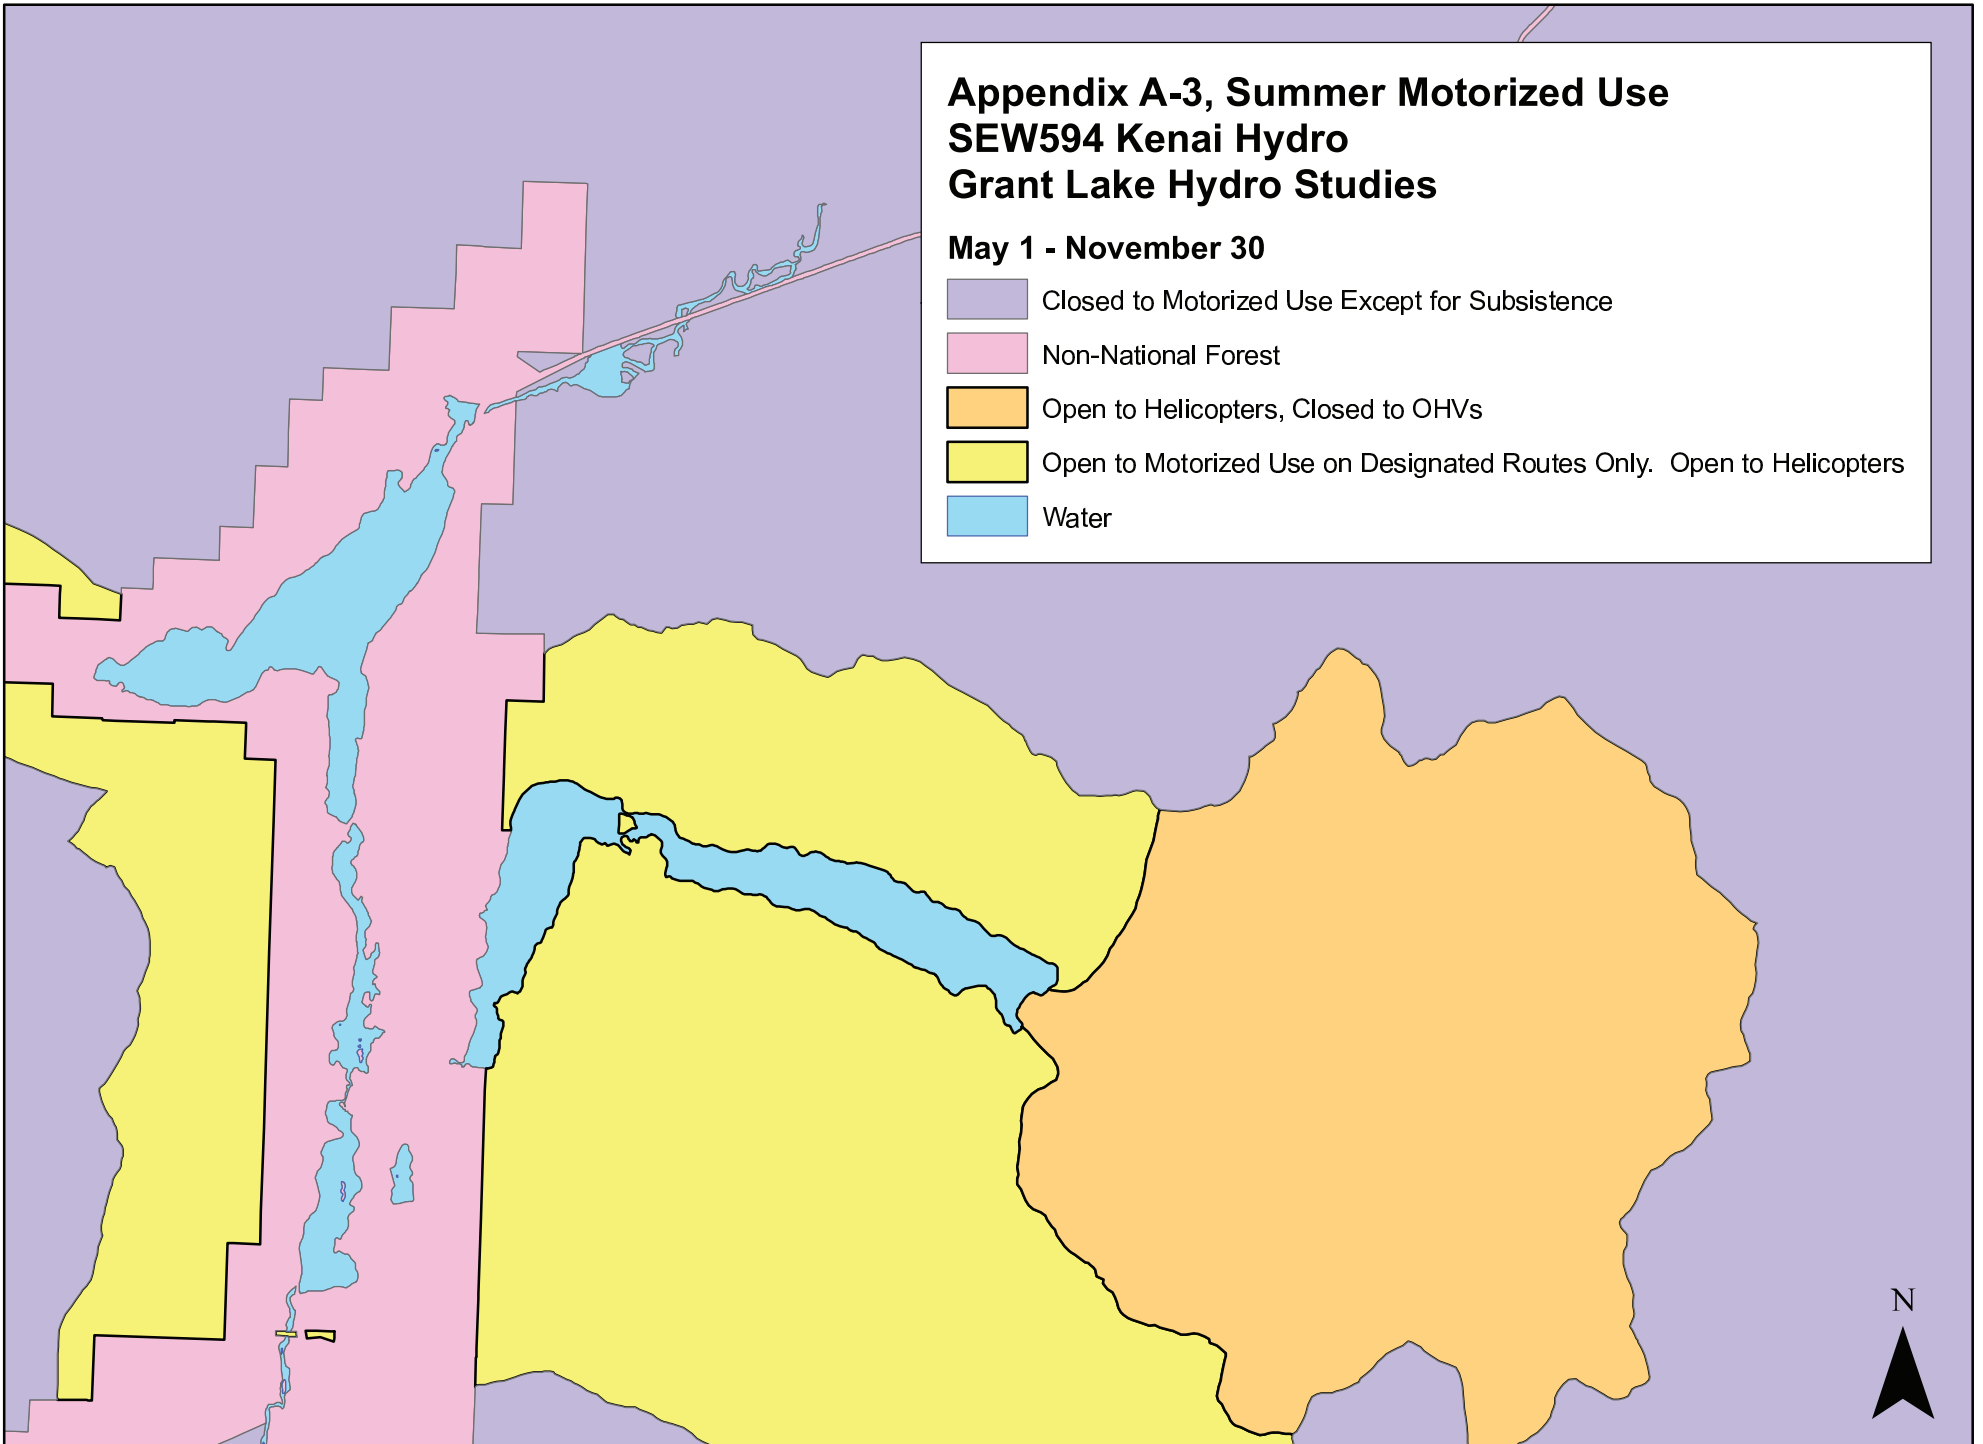 Appendix A-3, Summer Motorized Use
SEW594 Kenai Hydro
Grant Lake Hydro Studies
May 1 - November 30
Closed to Motorized Use Except for Subsistence
Non-National Forest
Open to Helicopters, Closed to OHVs
Open to Motorized Use on Designated Routes Only.  Open to Helicopters
Water
N